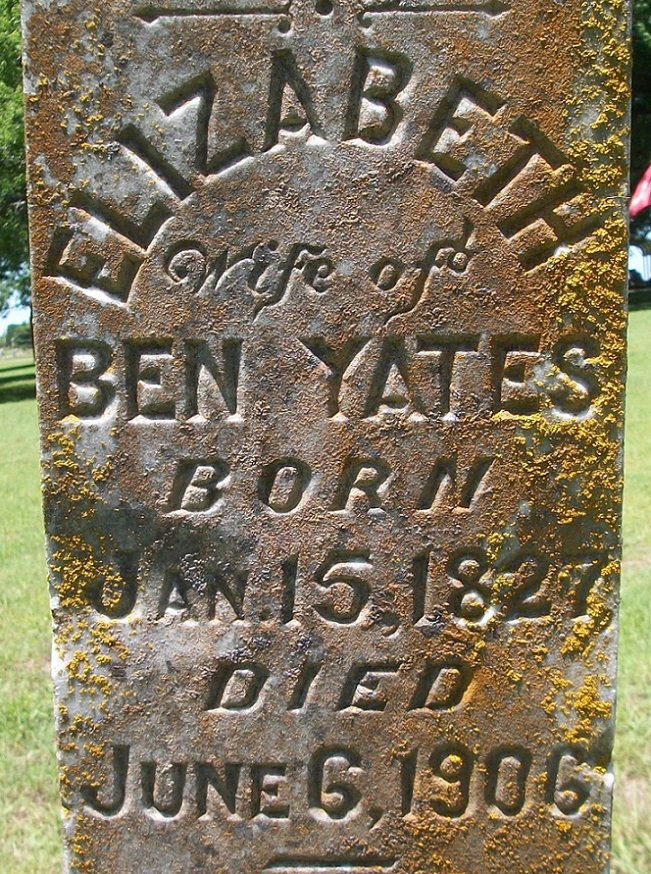 ELIZABETH
Wife of
BEN YATES
BORN
JAN. 15, 1827,
DIED
JUNE 6, 1906